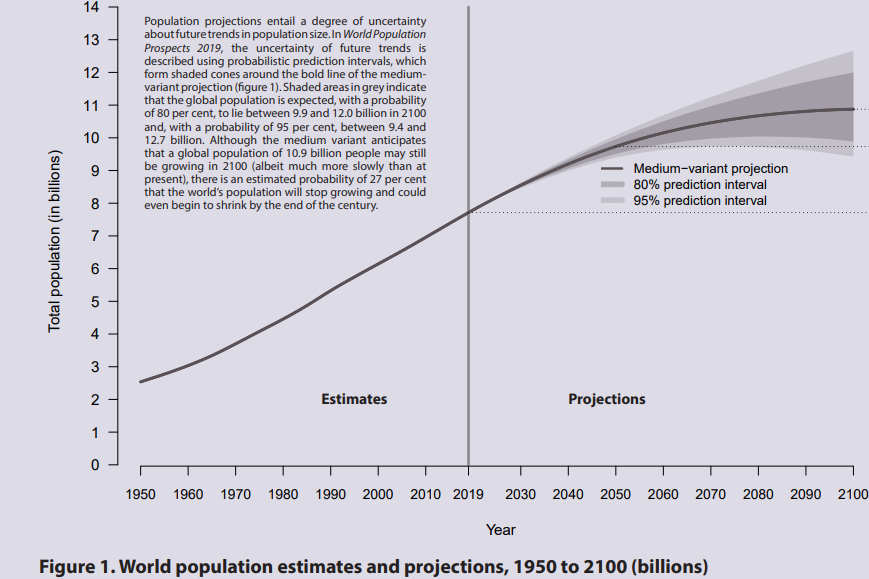 14
13
12
11
10
9
8
7
6
5
4
3
2
1
0
Total population (in billions)
Population projections entail a degree of uncertainty
about future trends in population size. In World Population
Prospects 2019, the uncertainty of future trends is
described using probabilistic prediction intervals, which
form shaded cones around the bold line of the medium-
variant projection (figure 1). Shaded areas in grey indicate
that the global population is expected, with a probability
of 80 per cent, to lie between 9.9 and 12.0 billion in 2100
and, with a probability of 95 per cent, between 9.4 and
12.7 billion. Although the medium variant anticipates
that a global population of 10.9 billion people may still
be growing in 2100 (albeit much more slowly than at
present), there is an estimated probability of 27 per cent
that the world's population will stop growing and could
even begin to shrink by the end of the century.
Medium−variant projection
80% prediction interval
95% prediction interval
Estimates
Projections
1950 1960 1970 1980 1990 2000 2010 2019 2030 2040 2050 2060 2070 2080 2090 2100
Year
Figure 1. World population estimates and projections, 1950 to 2100 (billions)